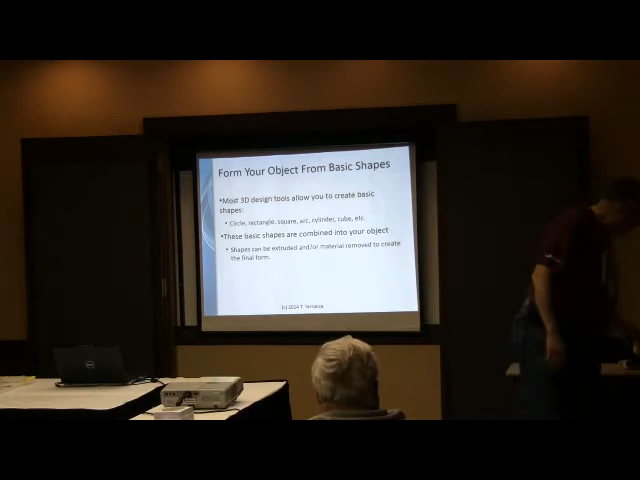 Form Your Object From Basic Shapes
•Most 3D design tools allow you to create basic
shapes:
• Circle, rectangle, square, arc, cylinder, cube, etc.
•These basic shapes are combined into your object
• Shapes can be extruded and/or material removed to create
the final form.
(c) 2014 T.
DELL